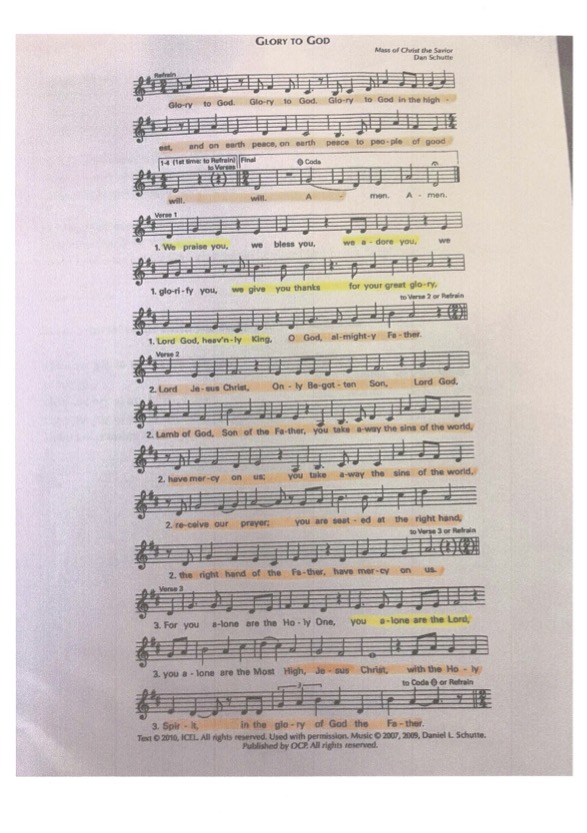 GLORY TO GOD
Mass of Christ the Savior
Dan Schutte
Refrain
Glo-ry to God. Glo-ry to God. Glo-ry to God in the high -
est, and on earth peace, on earth peace to peo-ple of good
1-4 (1st time: to Refrain) Final Coda
to Verses
will. will. A - men. A - men.
Verse 1
1. We praise you, we bless you, we a - dore you, we
1. glo-ri-fy you, we give you thanks for your great glo-ry,
to Verse 2 or Refrain
1. Lord God, heav'n-ly King, O God, al-might-y Fa-ther.
Verse 2
2. Lord Je-sus Christ, On-ly Be-got-ten Son, Lord God,
2. Lamb of God, Son of the Fa-ther, you take a-way the sins of the world,
2. have mer-cy on us; you take a-way the sins of the world,
2. re-ceive our prayer; you are seat-ed at the right hand,
to Verse 3 or Refrain
2. the right hand of the Fa-ther, have mer-cy on us.
Verse 3
3. For you a-lone are the Ho-ly One, you a-lone are the Lord,
3. you a-lone are the Most High, Je-sus Christ, with the Ho-ly
to Coda or Refrain
3
3. Spir-it, in the glo-ry of God the Fa-ther.
Text © 2010, ICEL. All rights reserved. Used with permission. Music © 2007, 2009, Daniel L. Schutte.
Published by OCP. All rights reserved.